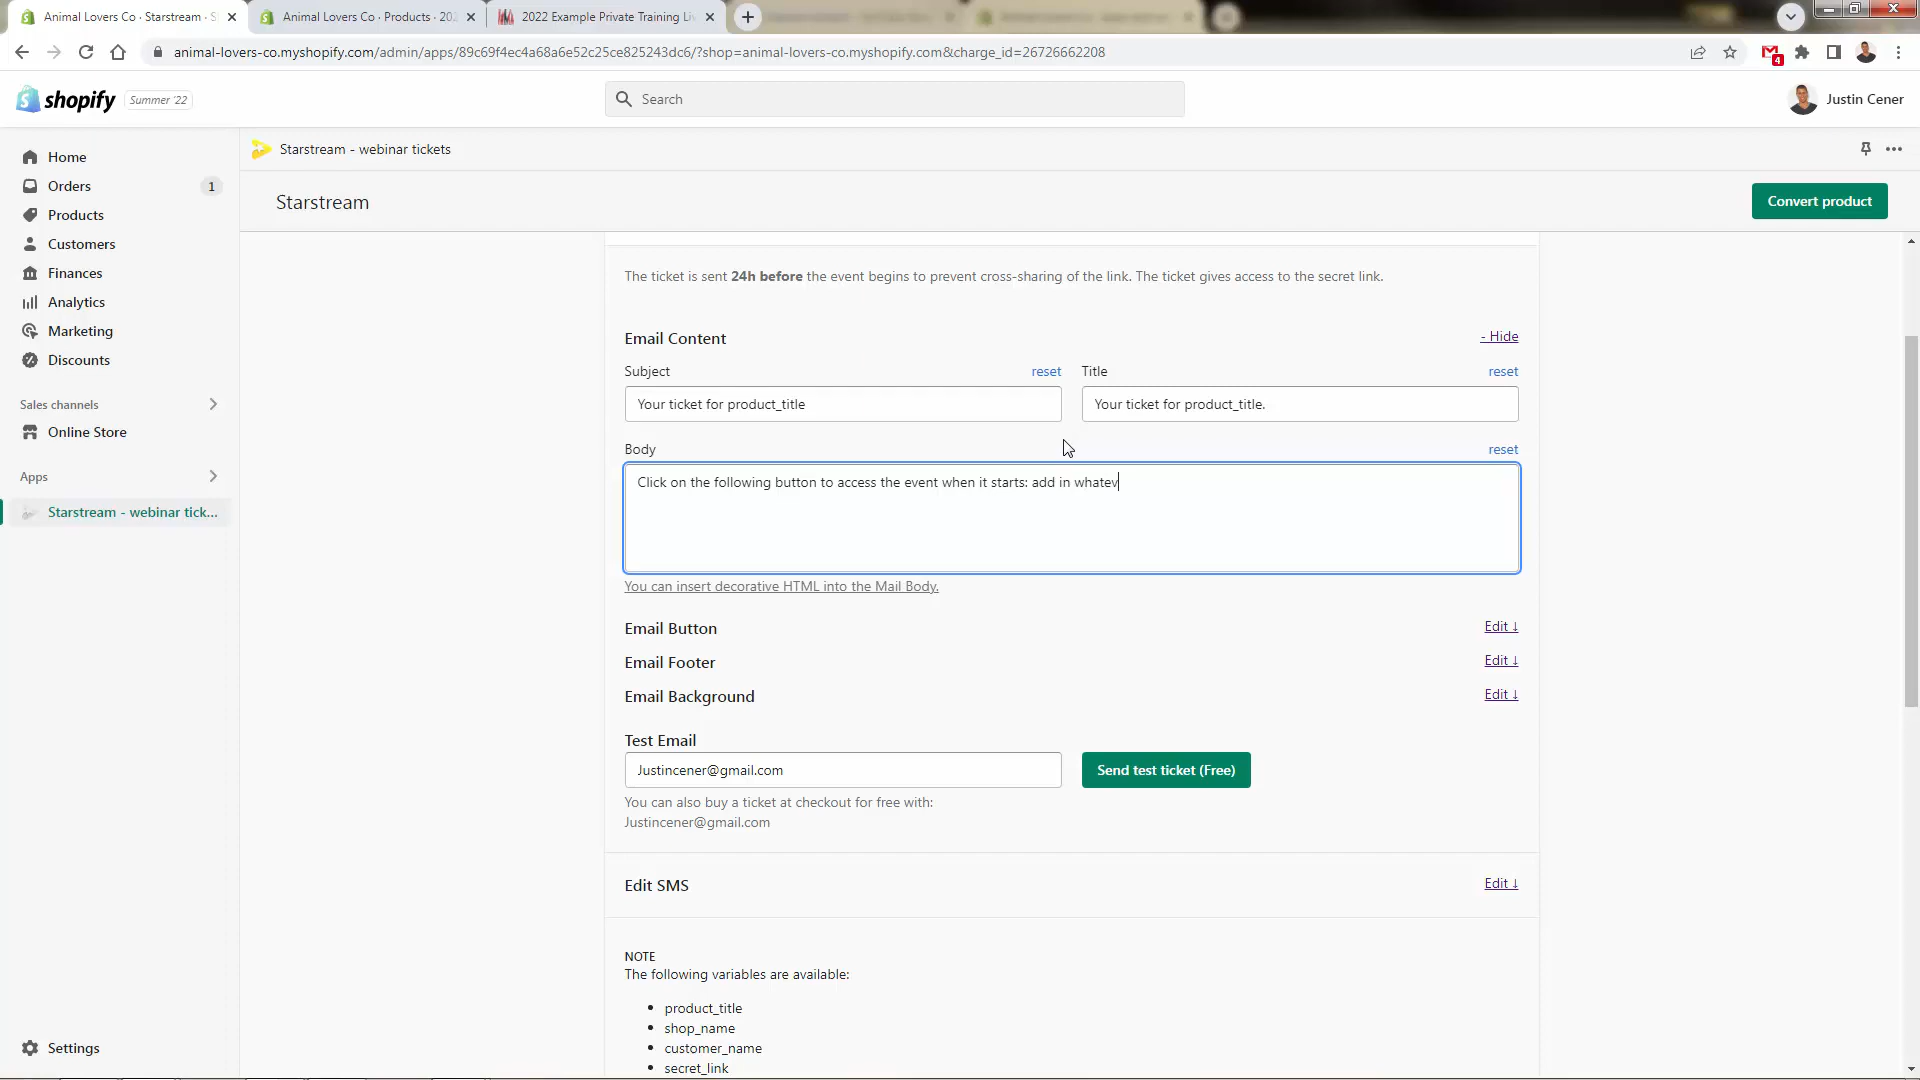 Animal Lovers Co · Starstream · S
Animal Lovers Co · Products · 202
2022 Example Private Training Li
animal-lovers-co.myshopify.com/admin/apps/89c69f4ec4a68a6e52c25ce825243dc6/?shop=animal-lovers-co.myshopify.com&charge_id=26726662208
4
shopify
Summer '22
Search
Justin Cener
Home
Orders
1
Products
Customers
Finances
Analytics
Marketing
Discounts
Sales channels
Online Store
Apps
Starstream - webinar tick...
Settings
Starstream - webinar tickets
Starstream
Convert product
The ticket is sent 24h before the event begins to prevent cross-sharing of the link. The ticket gives access to the secret link.
Email Content
- Hide
Subject
reset
Title
reset
Your ticket for product_title
Your ticket for product_title.
Body
reset
Click on the following button to access the event when it starts: add in whatev
You can insert decorative HTML into the Mail Body.
Email Button
Edit ↓
Email Footer
Edit ↓
Email Background
Edit ↓
Test Email
Justincener@gmail.com
Send test ticket (Free)
You can also buy a ticket at checkout for free with:
Justincener@gmail.com
Edit SMS
Edit ↓
NOTE
The following variables are available:
• product_title
• shop_name
• customer_name
• secret_link